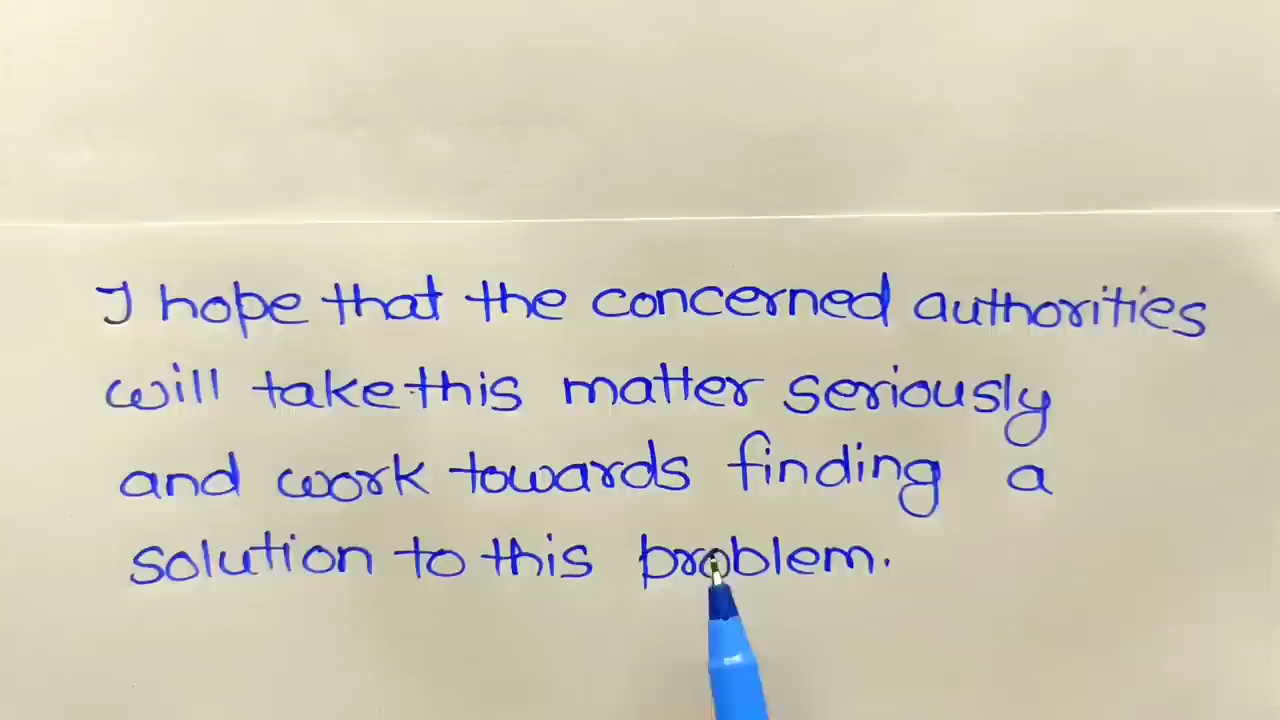 I hope that the concerned authorities
will take this matter seriously
and work towards finding a
solution to this problem.